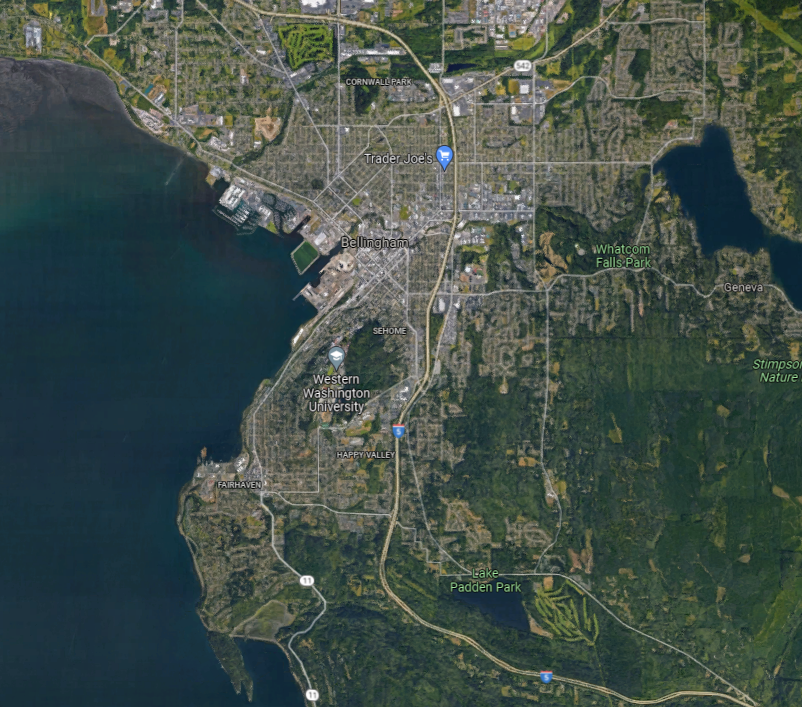 542
CORNWALL PARK
Trader Joe's
Bellingham
Whatcom
Falls Park
Geneva
SEHOME
Stimpson
Nature
Western
Washington
University
5
HAPPY VALLEY
FAIRHAVEN
Lake
Padden Park
11
5
11